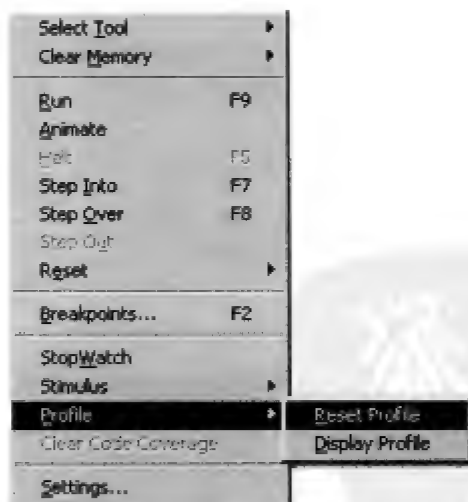 Select Tool
Clear Memory
Run F9
Animate
Halt F5
Step Into F7
Step Over F8
Step Out
Reset
Breakpoints... F2
StopWatch
Stimulus
Profile Reset Profile
Clear Code Coverage Display Profile
Settings...